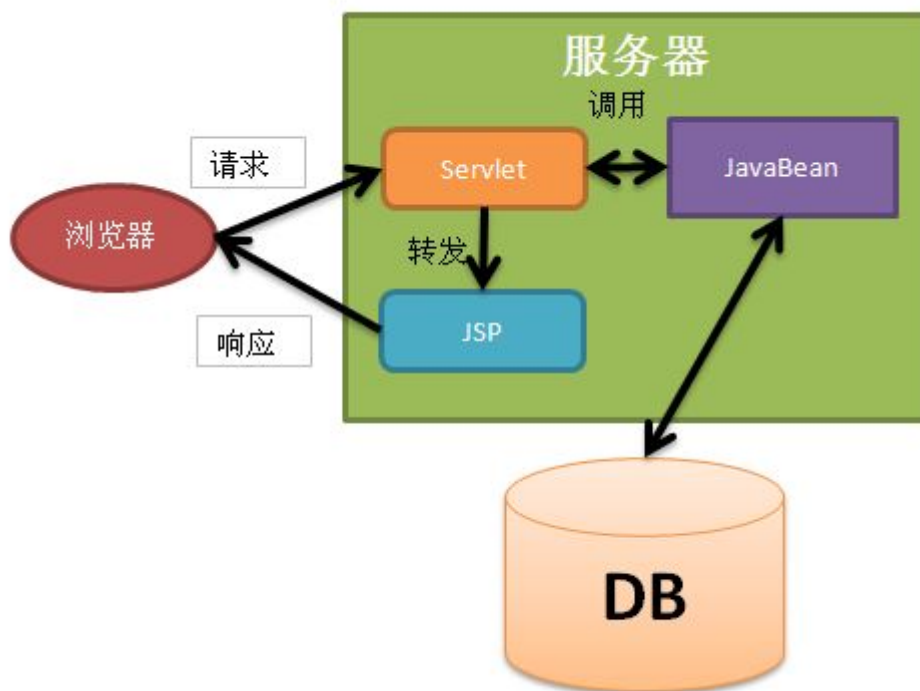 服务器
调用
请求
Servlet
JavaBean
浏览器
转发
响应
JSP
DB